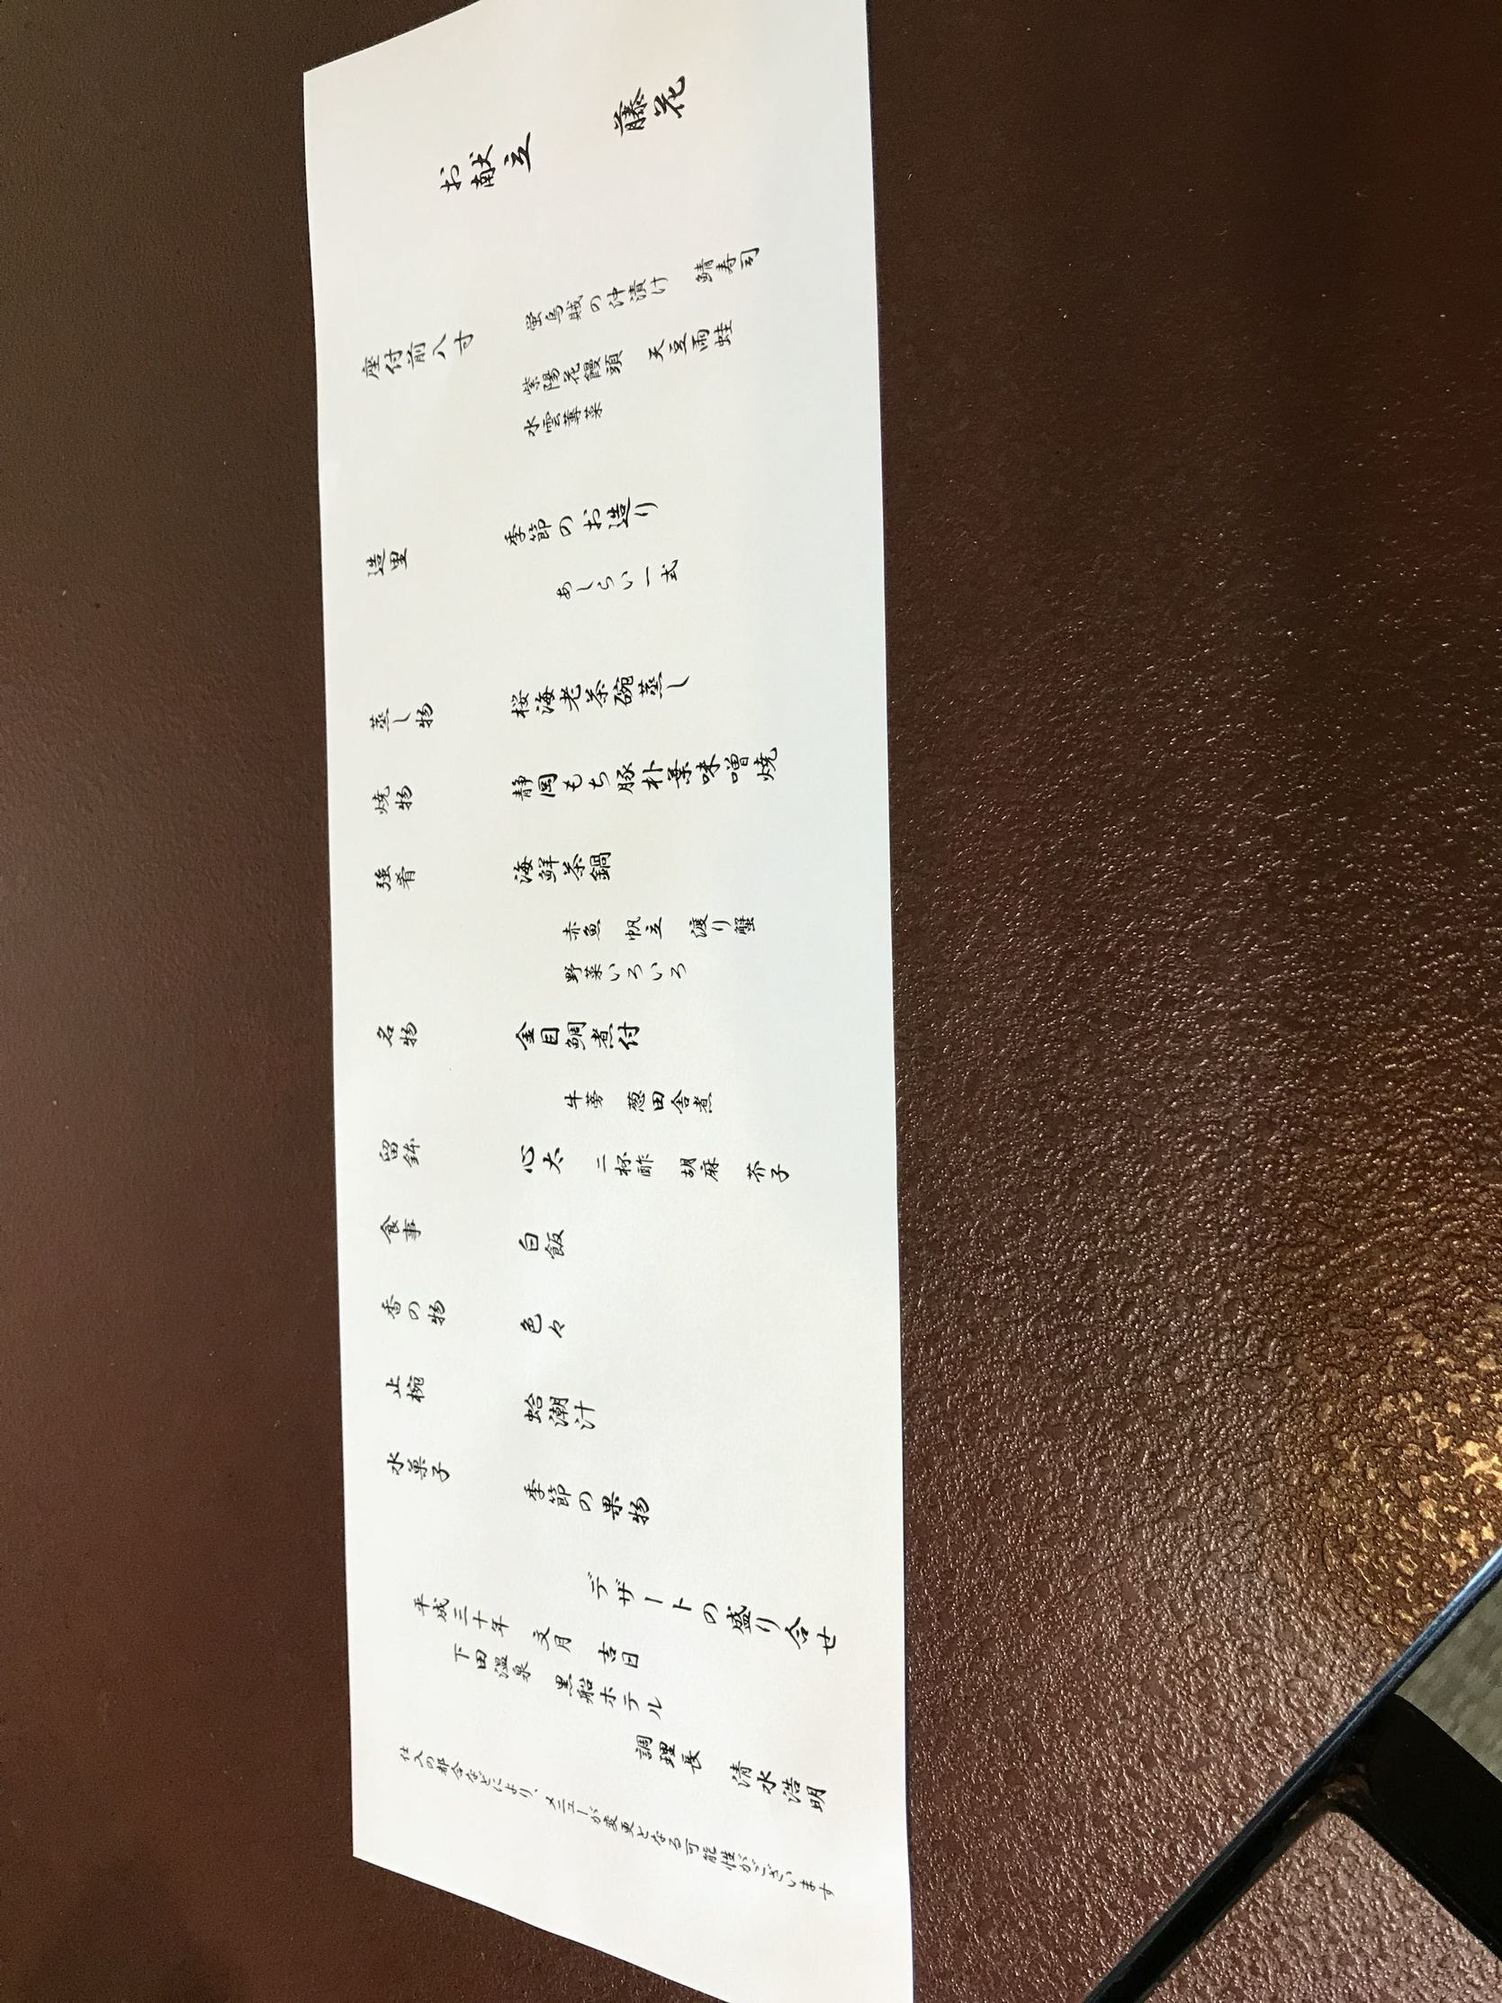 藤花
お献立
座付前八寸
蛍烏賊の沖漬け 鯖寿司
紫陽花饅頭 天豆雨蛙
水雲蓴菜
造里
季節のお造り
あしらい一式
蒸し物
桜海老茶碗蒸し
焼物
静岡もち豚朴葉味噌焼
強肴
海鮮茶鍋
赤魚 帆立 渡り蟹
野菜いろいろ
名物
金目鯛煮付
牛蒡 葱田舎煮
留鉢
心太 二杯酢 胡麻 芥子
食事
白飯
香の物
色々
止椀
蛤潮汁
水菓子
季節の果物
デザートの盛り合せ
平成三十年 文月 吉日
下田温泉 黒船ホテル
調理長 清水浩明
仕入の都合などにより、メニューが変更となる可能性がございます